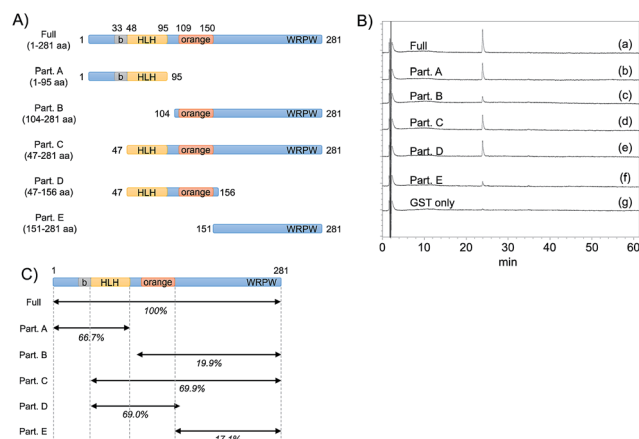 A)
33 48 95 109 150
1 b HLH orange WRPW 281
Full
(1-281 aa)
Part. A
(1-95 aa)
1 b HLH 95
Part. B
(104-281 aa)
104 orange WRPW 281
Part. C
(47-281 aa)
47 HLH orange WRPW 281
Part. D
(47-156 aa)
47 HLH orange 156
Part. E
(151-281 aa)
151 WRPW 281
B)
Full (a)
Part. A (b)
Part. B (c)
Part. C (d)
Part. D (e)
Part. E (f)
GST only (g)
0 10 20 30 40 50 60
min
C)
1 281
b HLH orange WRPW
Full
100%
Part. A
66.7%
Part. B
19.9%
Part. C
69.9%
Part. D
69.0%
Part. E
17.1%